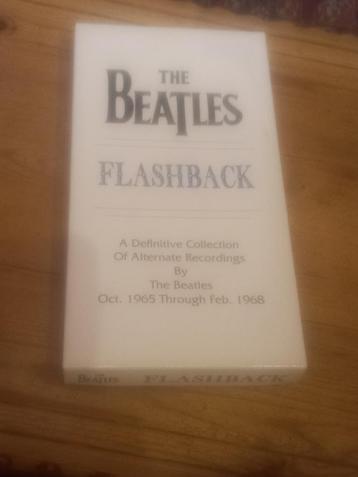 THE
BEATLES
FLASHBACK
A Definitive Collection
Of Alternate Recordings
By
The Beatles
Oct. 1965 Through Feb. 1968
THE
BEATLES FLASHBACK